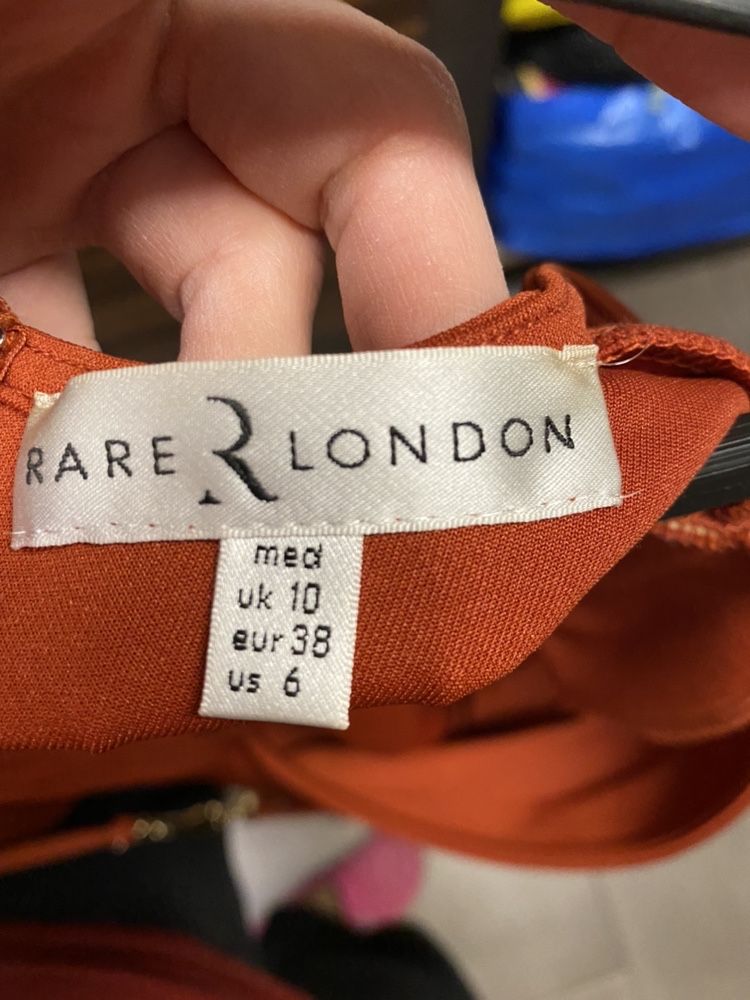 RARE R LONDON
med
uk 10
eur 38
us 6